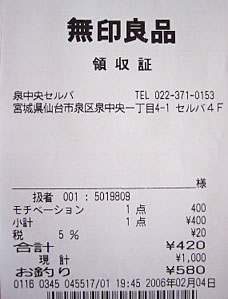 無印良品
領収証
泉中央セルバ TEL 022-371-0153
宮城県仙台市泉区泉中央一丁目4-1 セルバ4F
様
扱者 001 : 5019809
モチベーション 1 点 400
小計 1 点 ¥400
税 5 % ¥20
合計 ¥420
現計 ¥1,000
お釣り ¥580
0116 0345 045517/01 19:45 2006年02月04日